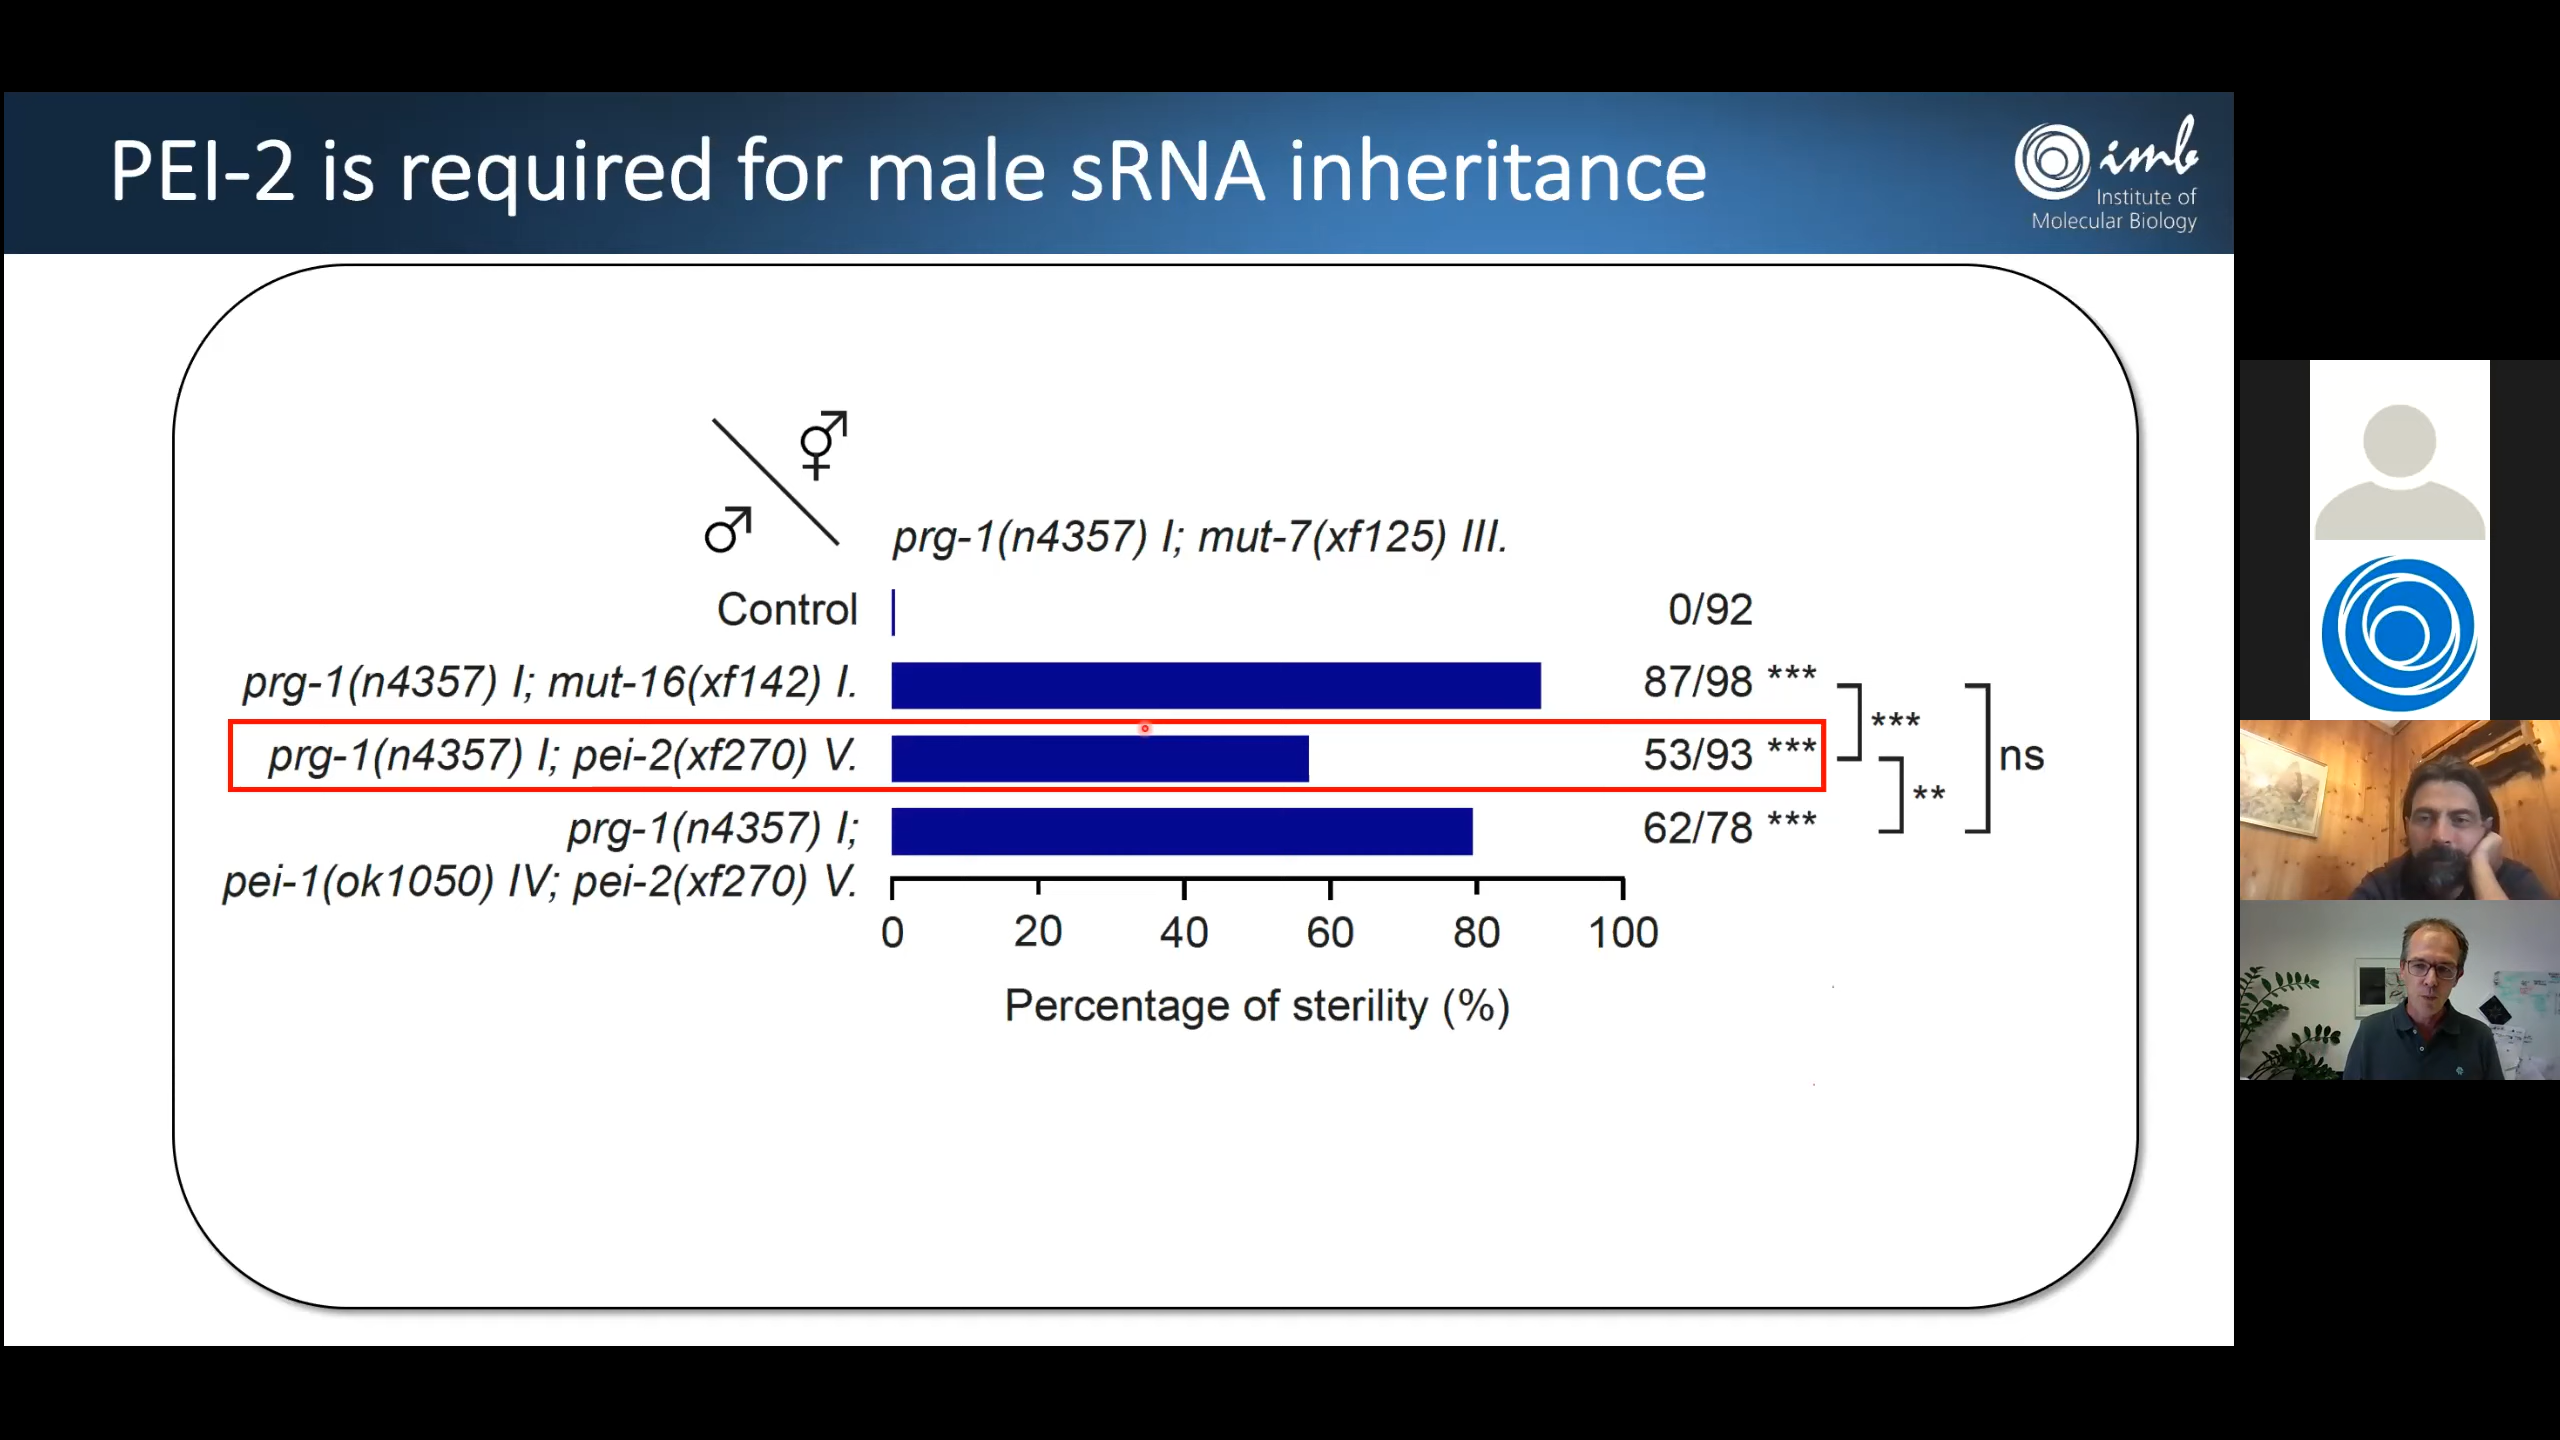 PEI-2 is required for male sRNA inheritance
imb
Institute of
Molecular Biology
⚥
♂
prg-1(n4357) I; mut-7(xf125) III.
Control
0/92
prg-1(n4357) I; mut-16(xf142) I.
87/98 ***
***
prg-1(n4357) I; pei-2(xf270) V.
53/93 ***
ns
**
prg-1(n4357) I;
62/78 ***
pei-1(ok1050) IV; pei-2(xf270) V.
0 20 40 60 80 100
Percentage of sterility (%)